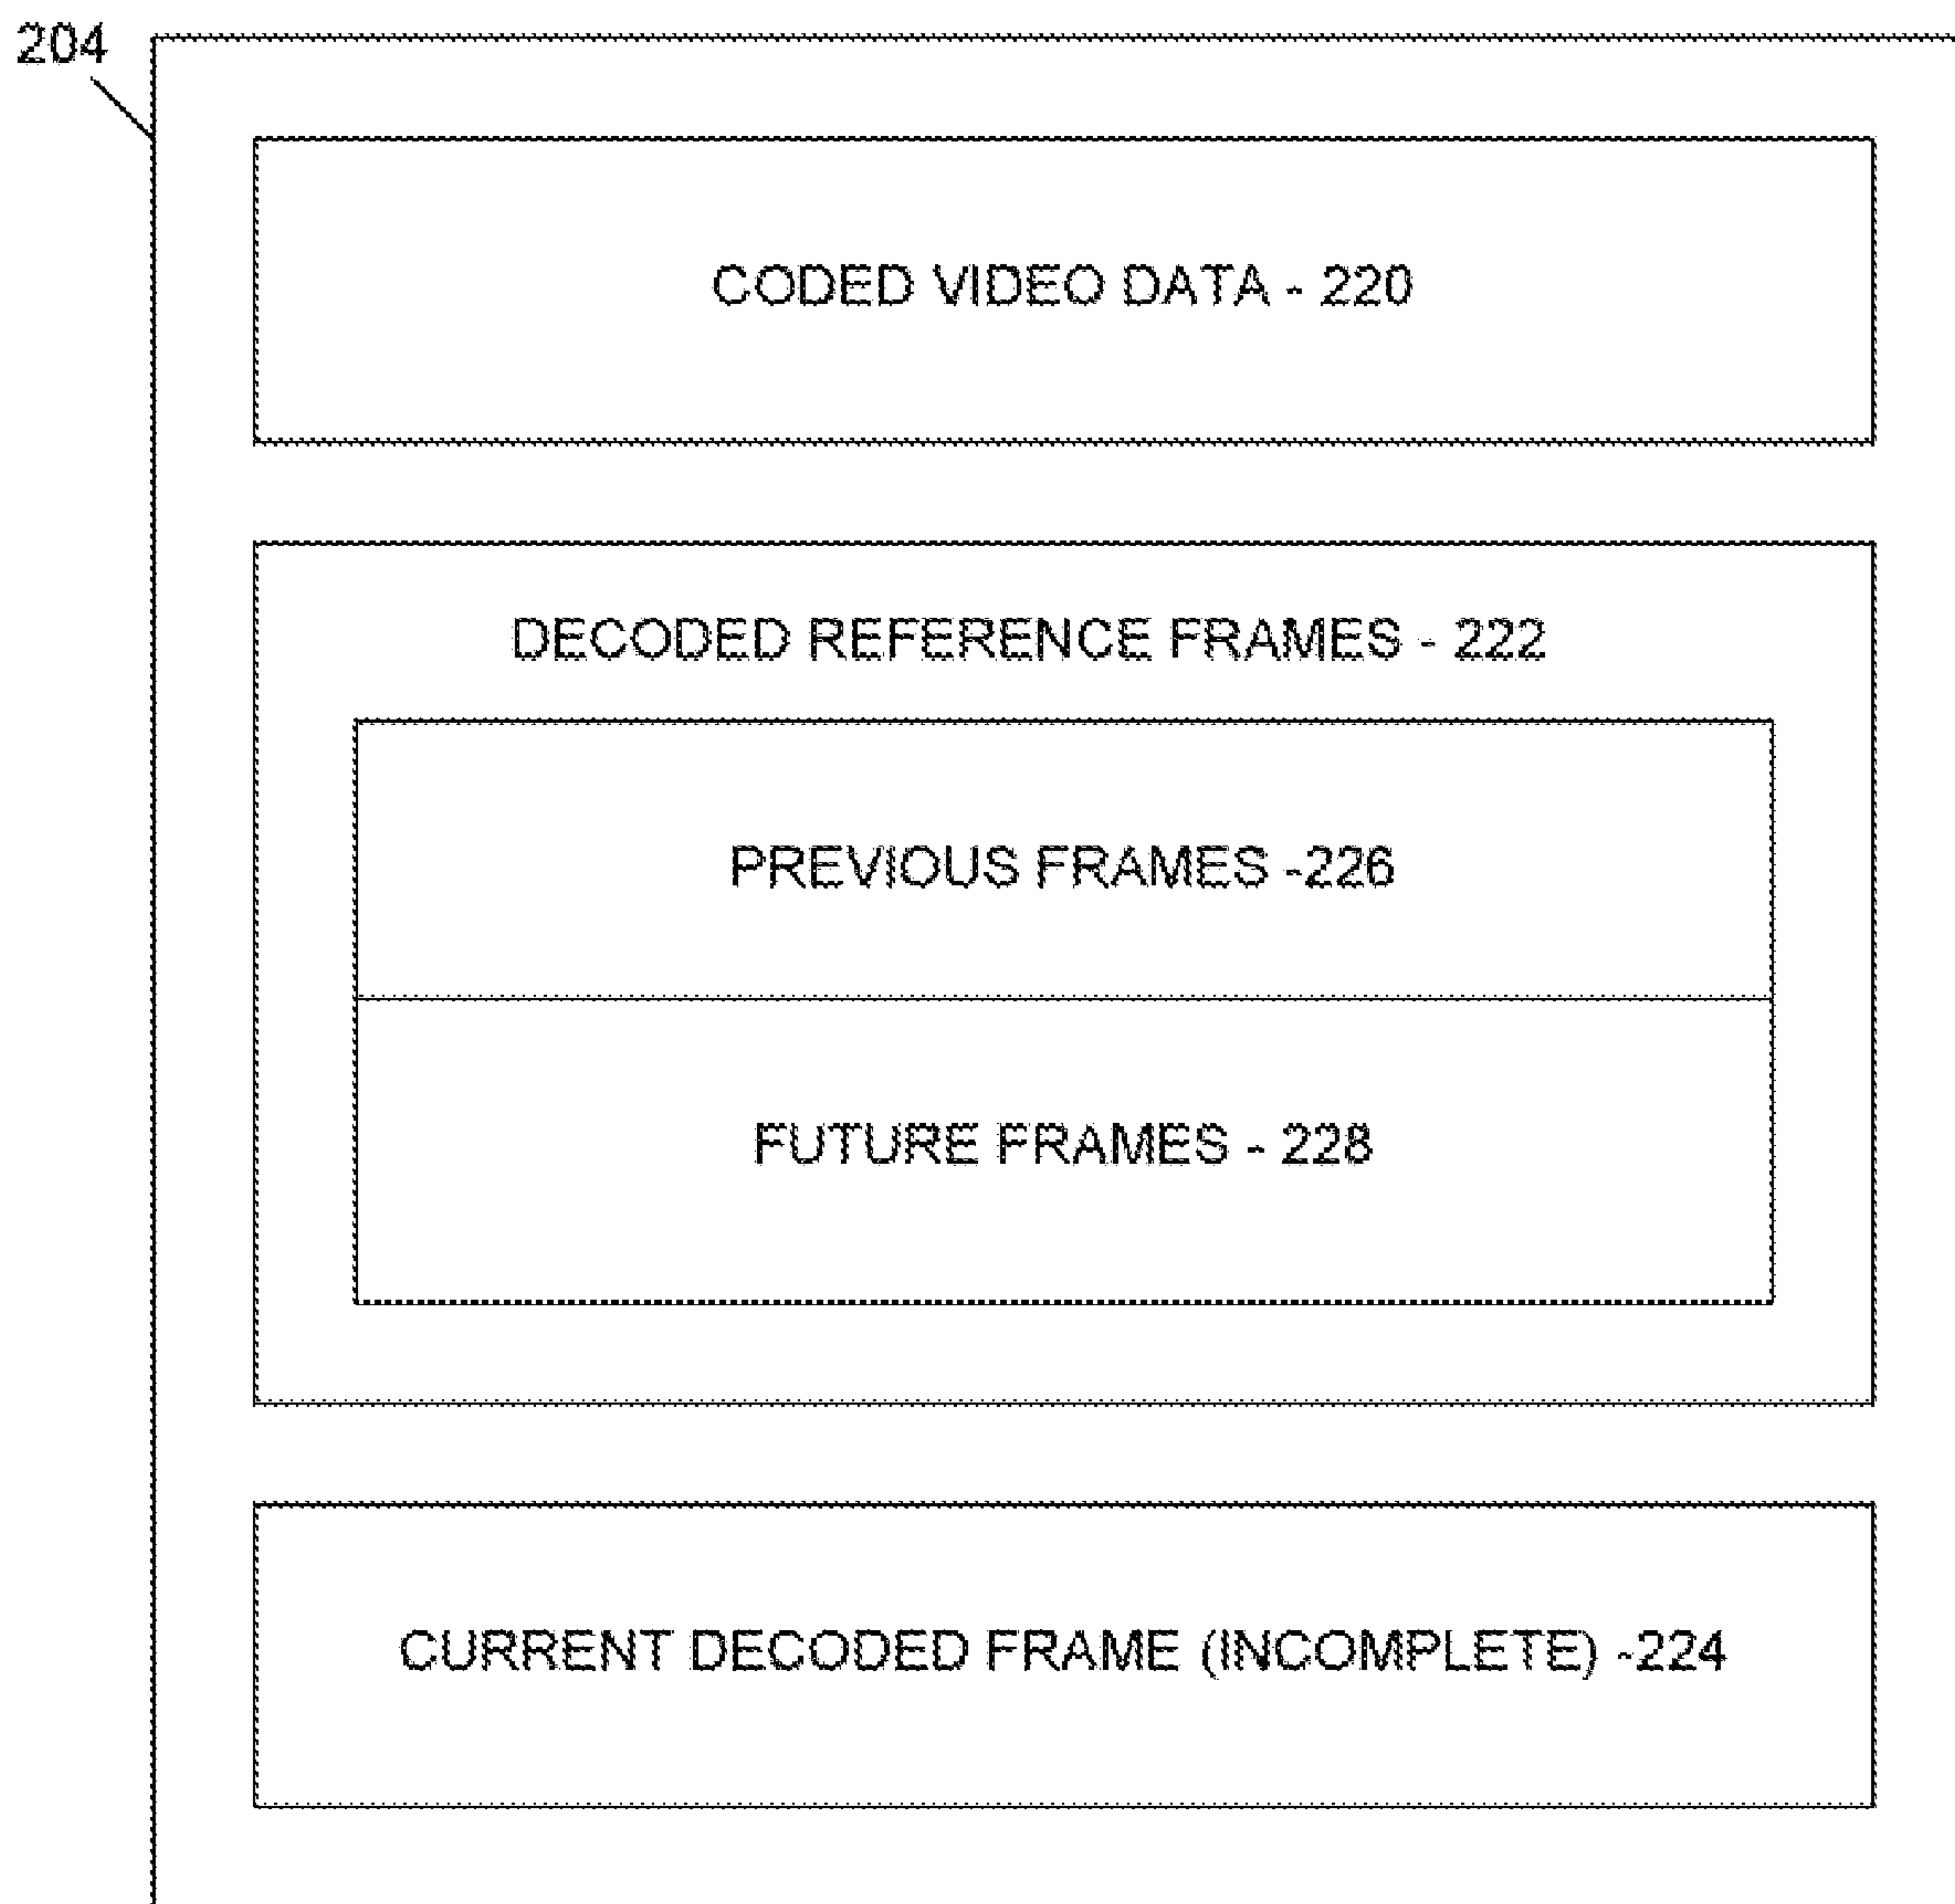 204
CODED VIDEO DATA - 220
DECODED REFERENCE FRAMES - 222
PREVIOUS FRAMES -226
FUTURE FRAMES - 228
CURRENT DECODED FRAME (INCOMPLETE) -224